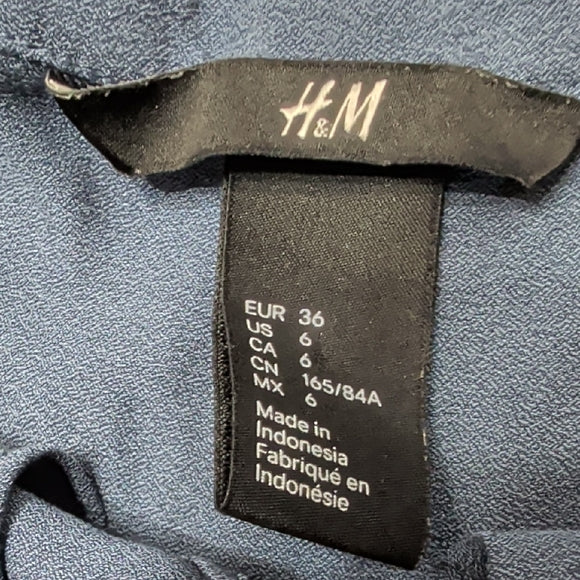 H&M
EUR 36
US 6
CA 6
CN 165/84A
MX 6
Made in
Indonesia
Fabriqué en
Indonésie